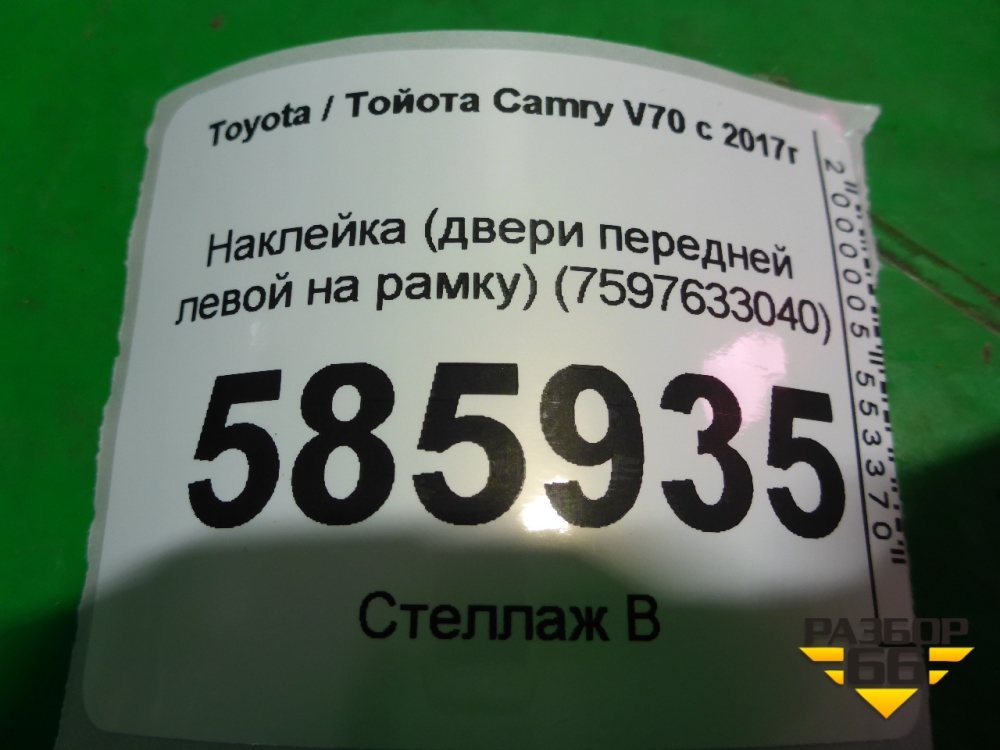 Toyota / Тойота Camry V70 с 2017г
Наклейка (двери передней
левой на рамку) (7597633040)
585935
Стеллаж В
2000005553370
РАЗБОР
66